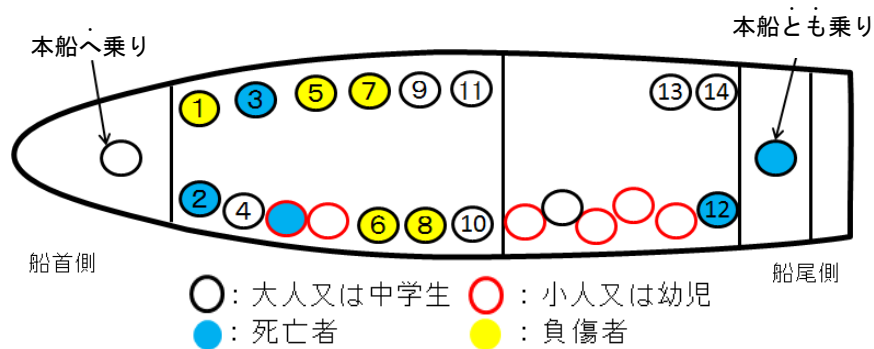 本船とも乗り
本船へ乗り
1 3 5 7 9 11 13 14
2 4 6 8 10 12
船首側
船尾側
：大人又は中学生 ：小人又は幼児
：死亡者 ：負傷者